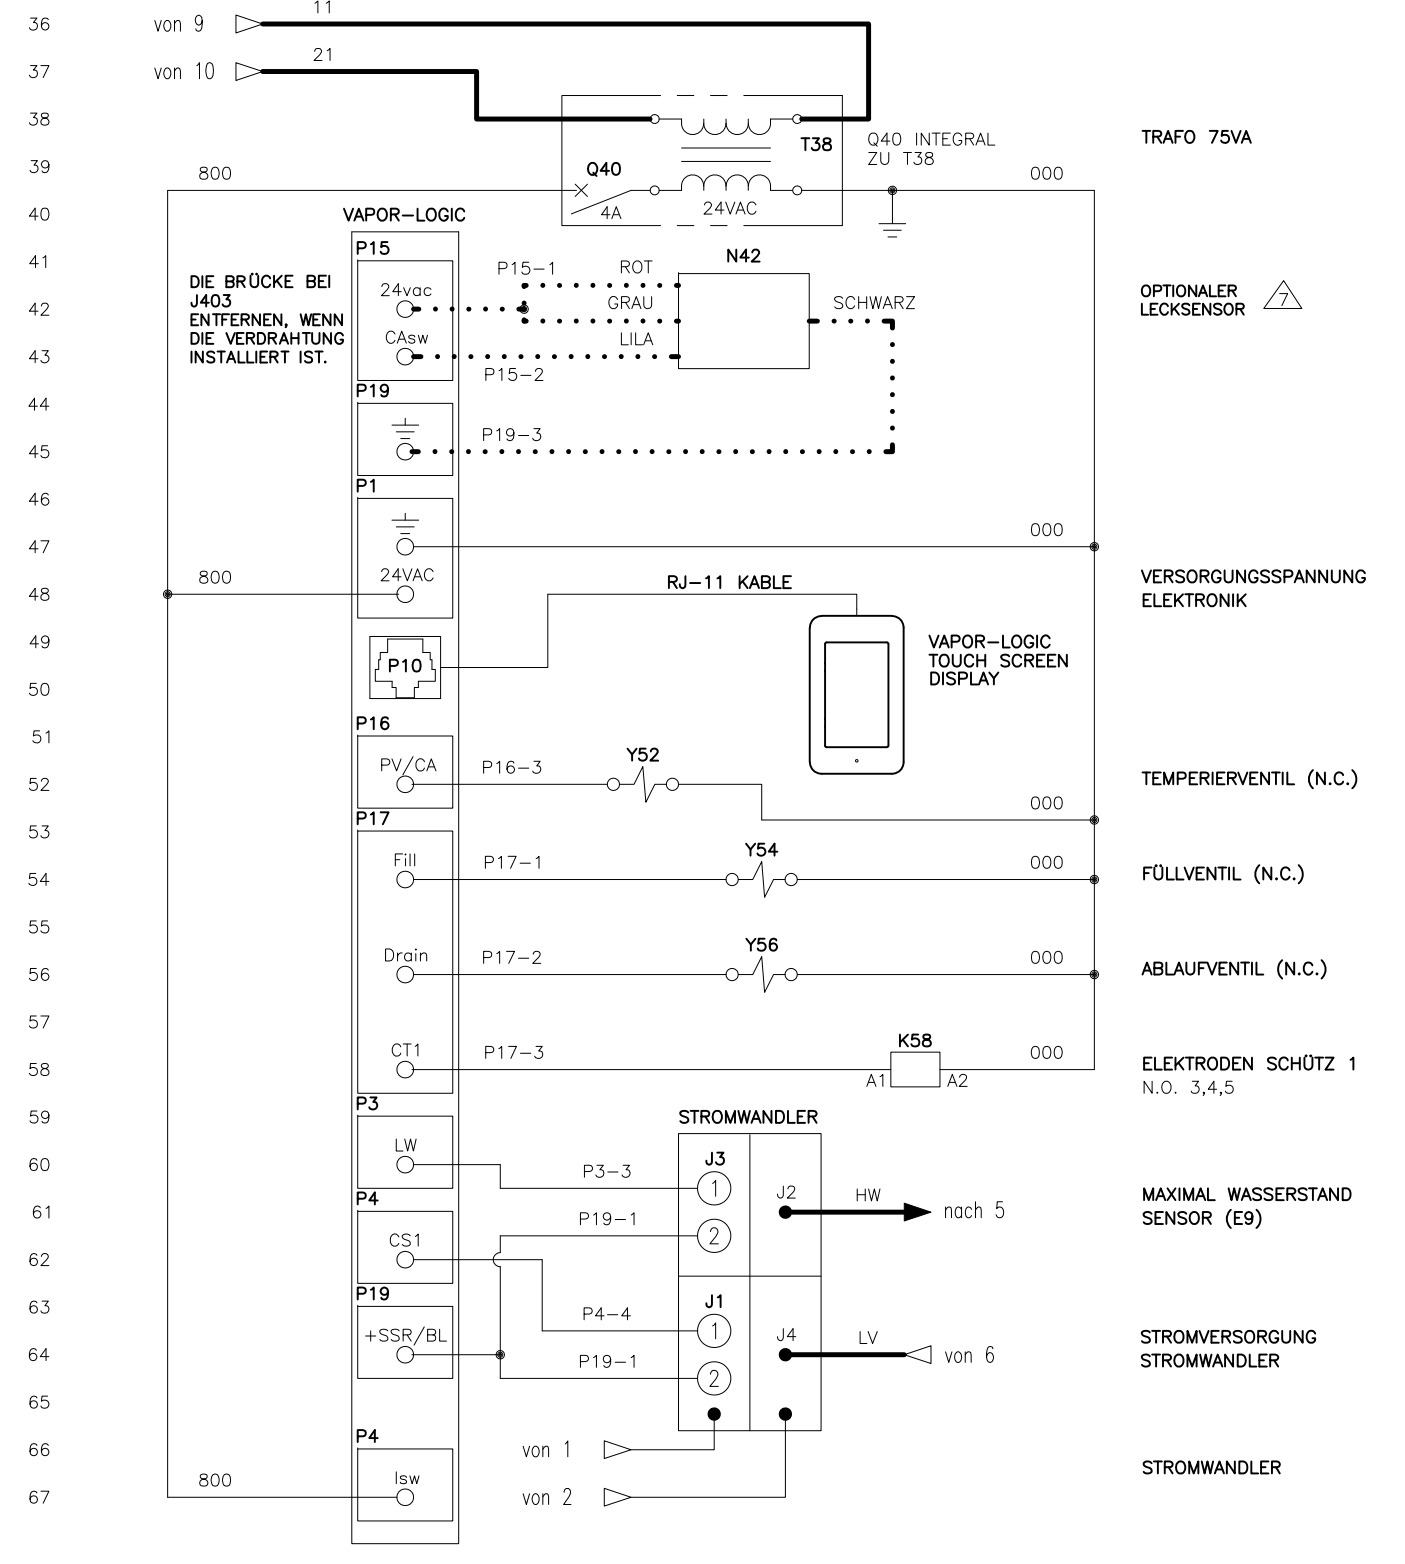 36 von 9 11
37 von 10 21
38 TRAFO 75VA
T38 Q40 INTEGRAL
ZU T38
39 800 Q40 000
40 4A 24VAC
VAPOR-LOGIC
P15
41 P15-1 ROT N42
DIE BRÜCKE BEI
J403
ENTFERNEN, WENN
DIE VERDRAHTUNG
INSTALLIERT IST.
24vac
42 GRAU SCHWARZ
OPTIONALER
LECKSENSOR 7
CAsw
43 LILA
P15-2
P19
44
45 P19-3
P1
46
47 000
24VAC
48 800 RJ-11 KABLE
VERSORGUNGSSPANNUNG
ELEKTRONIK
49
P10
VAPOR-LOGIC
TOUCH SCREEN
DISPLAY
50
51
P16
52 PV/CA P16-3 Y52 TEMPERIERVENTIL (N.C.)
000
53
P17
54 Fill P17-1 Y54 000 FÜLLVENTIL (N.C.)
55
56 Drain P17-2 Y56 000 ABLAUFVENTIL (N.C.)
57
58 CT1 P17-3 K58 000
A1 A2
ELEKTRODEN SCHÜTZ 1
N.O. 3,4,5
59
P3
STROMWANDLER
60 LW P3-3 J3
1
P4
61 P19-1 J2 HW nach 5
2
MAXIMAL WASSERSTAND
SENSOR (E9)
62 CS1
63
P19
J1
P4-4 1
64 +SSR/BL P19-1 J4 LV von 6
2
STROMVERSORGUNG
STROMWANDLER
65
66 P4 von 1
STROMWANDLER
67 800 Isw von 2